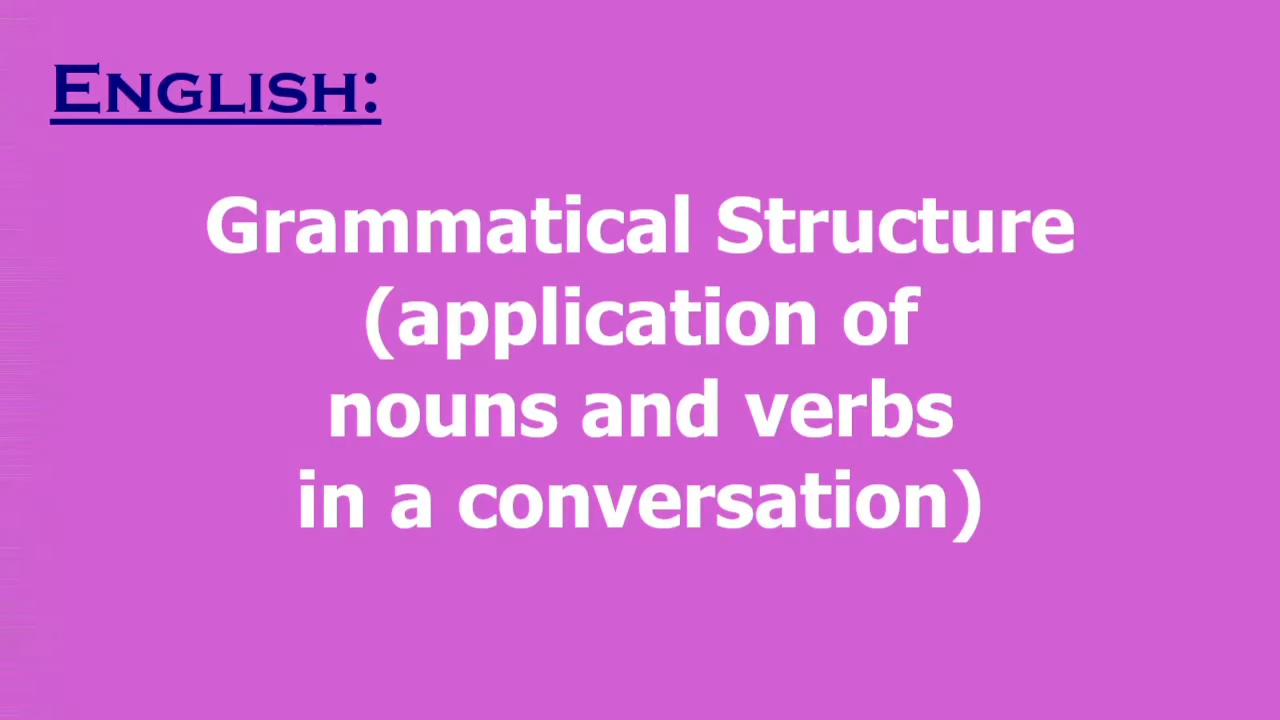 ENGLISH:
Grammatical Structure
(application of
nouns and verbs
in a conversation)